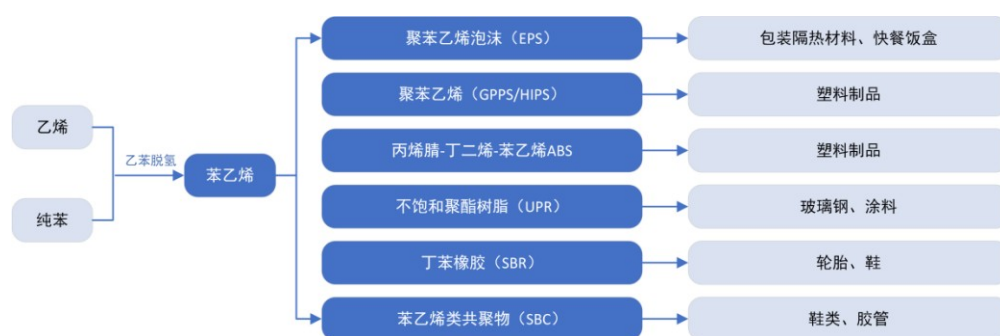 乙烯
纯苯
乙苯脱氢
苯乙烯
聚苯乙烯泡沫（EPS）
包装隔热材料、快餐饭盒
聚苯乙烯（GPPS/HIPS）
塑料制品
丙烯腈-丁二烯-苯乙烯ABS
塑料制品
不饱和聚酯树脂（UPR）
玻璃钢、涂料
丁苯橡胶（SBR）
轮胎、鞋
苯乙烯类共聚物（SBC）
鞋类、胶管